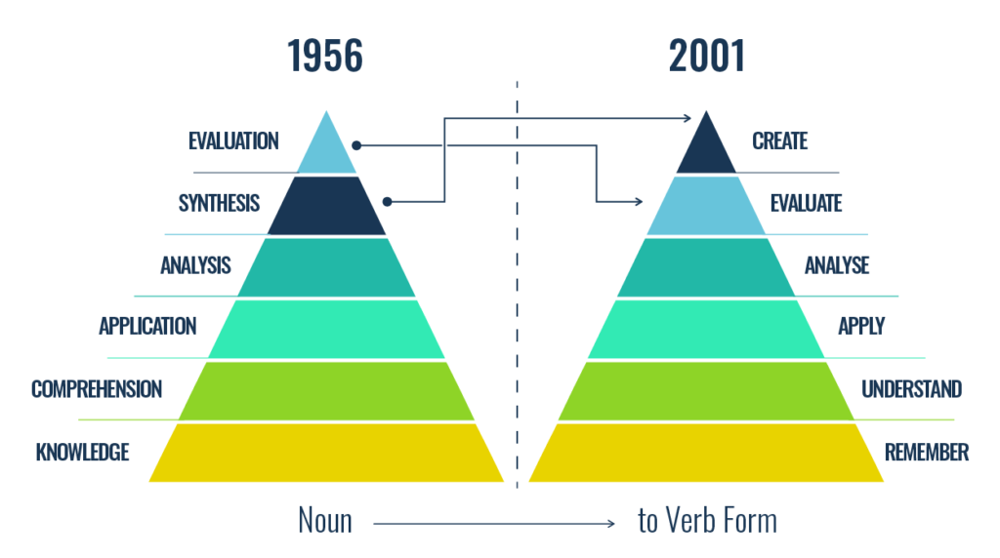 1956
EVALUATION
SYNTHESIS
ANALYSIS
APPLICATION
COMPREHENSION
KNOWLEDGE
2001
CREATE
EVALUATE
ANALYSE
APPLY
UNDERSTAND
REMEMBER
Noun to Verb Form